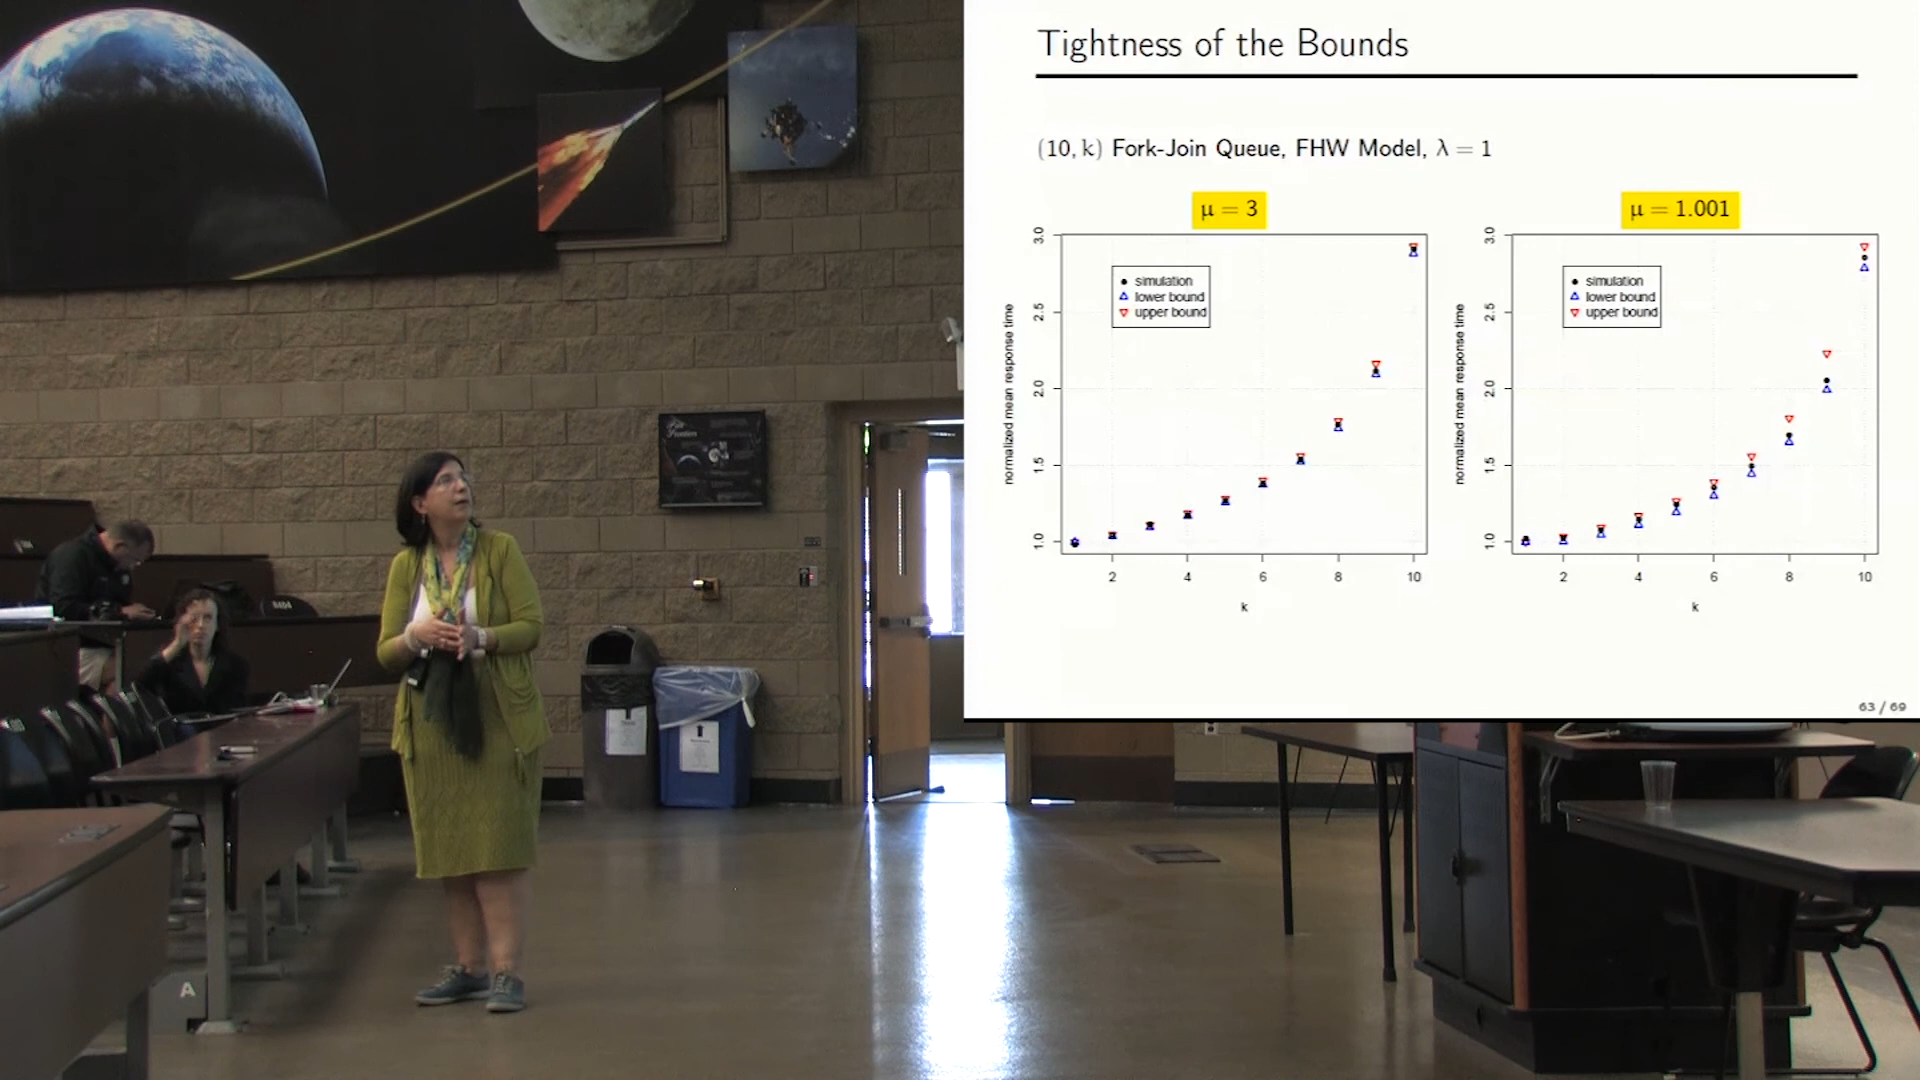 Tightness of the Bounds
(10, k) Fork-Join Queue, FHW Model, λ = 1
μ = 3
normalized mean response time
3.0
2.5
2.0
1.5
1.0
simulation
lower bound
upper bound
2 4 6 8 10
k
μ = 1.001
normalized mean response time
3.0
2.5
2.0
1.5
1.0
simulation
lower bound
upper bound
2 4 6 8 10
k
63 / 69
A